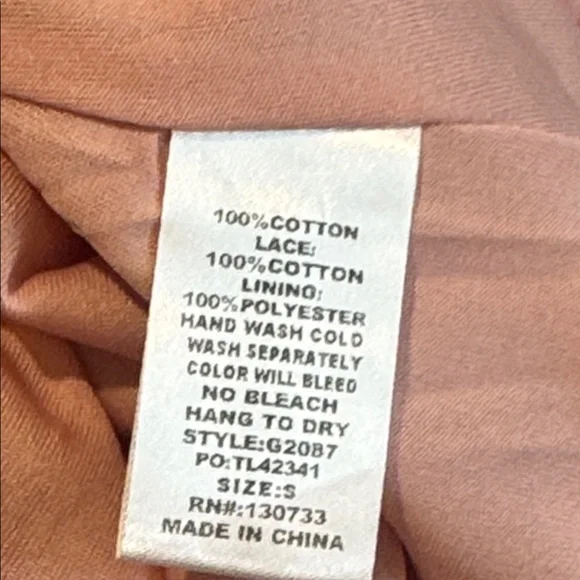 100%COTTON
LACE:
100%COTTON
LINING:
100%POLYESTER
HAND WASH COLD
WASH SEPARATELY
COLOR WILL BLEED
NO BLEACH
HANG TO DRY
STYLE:G2087
PO:TL42341
SIZE:S
RN#:130733
MADE IN CHINA